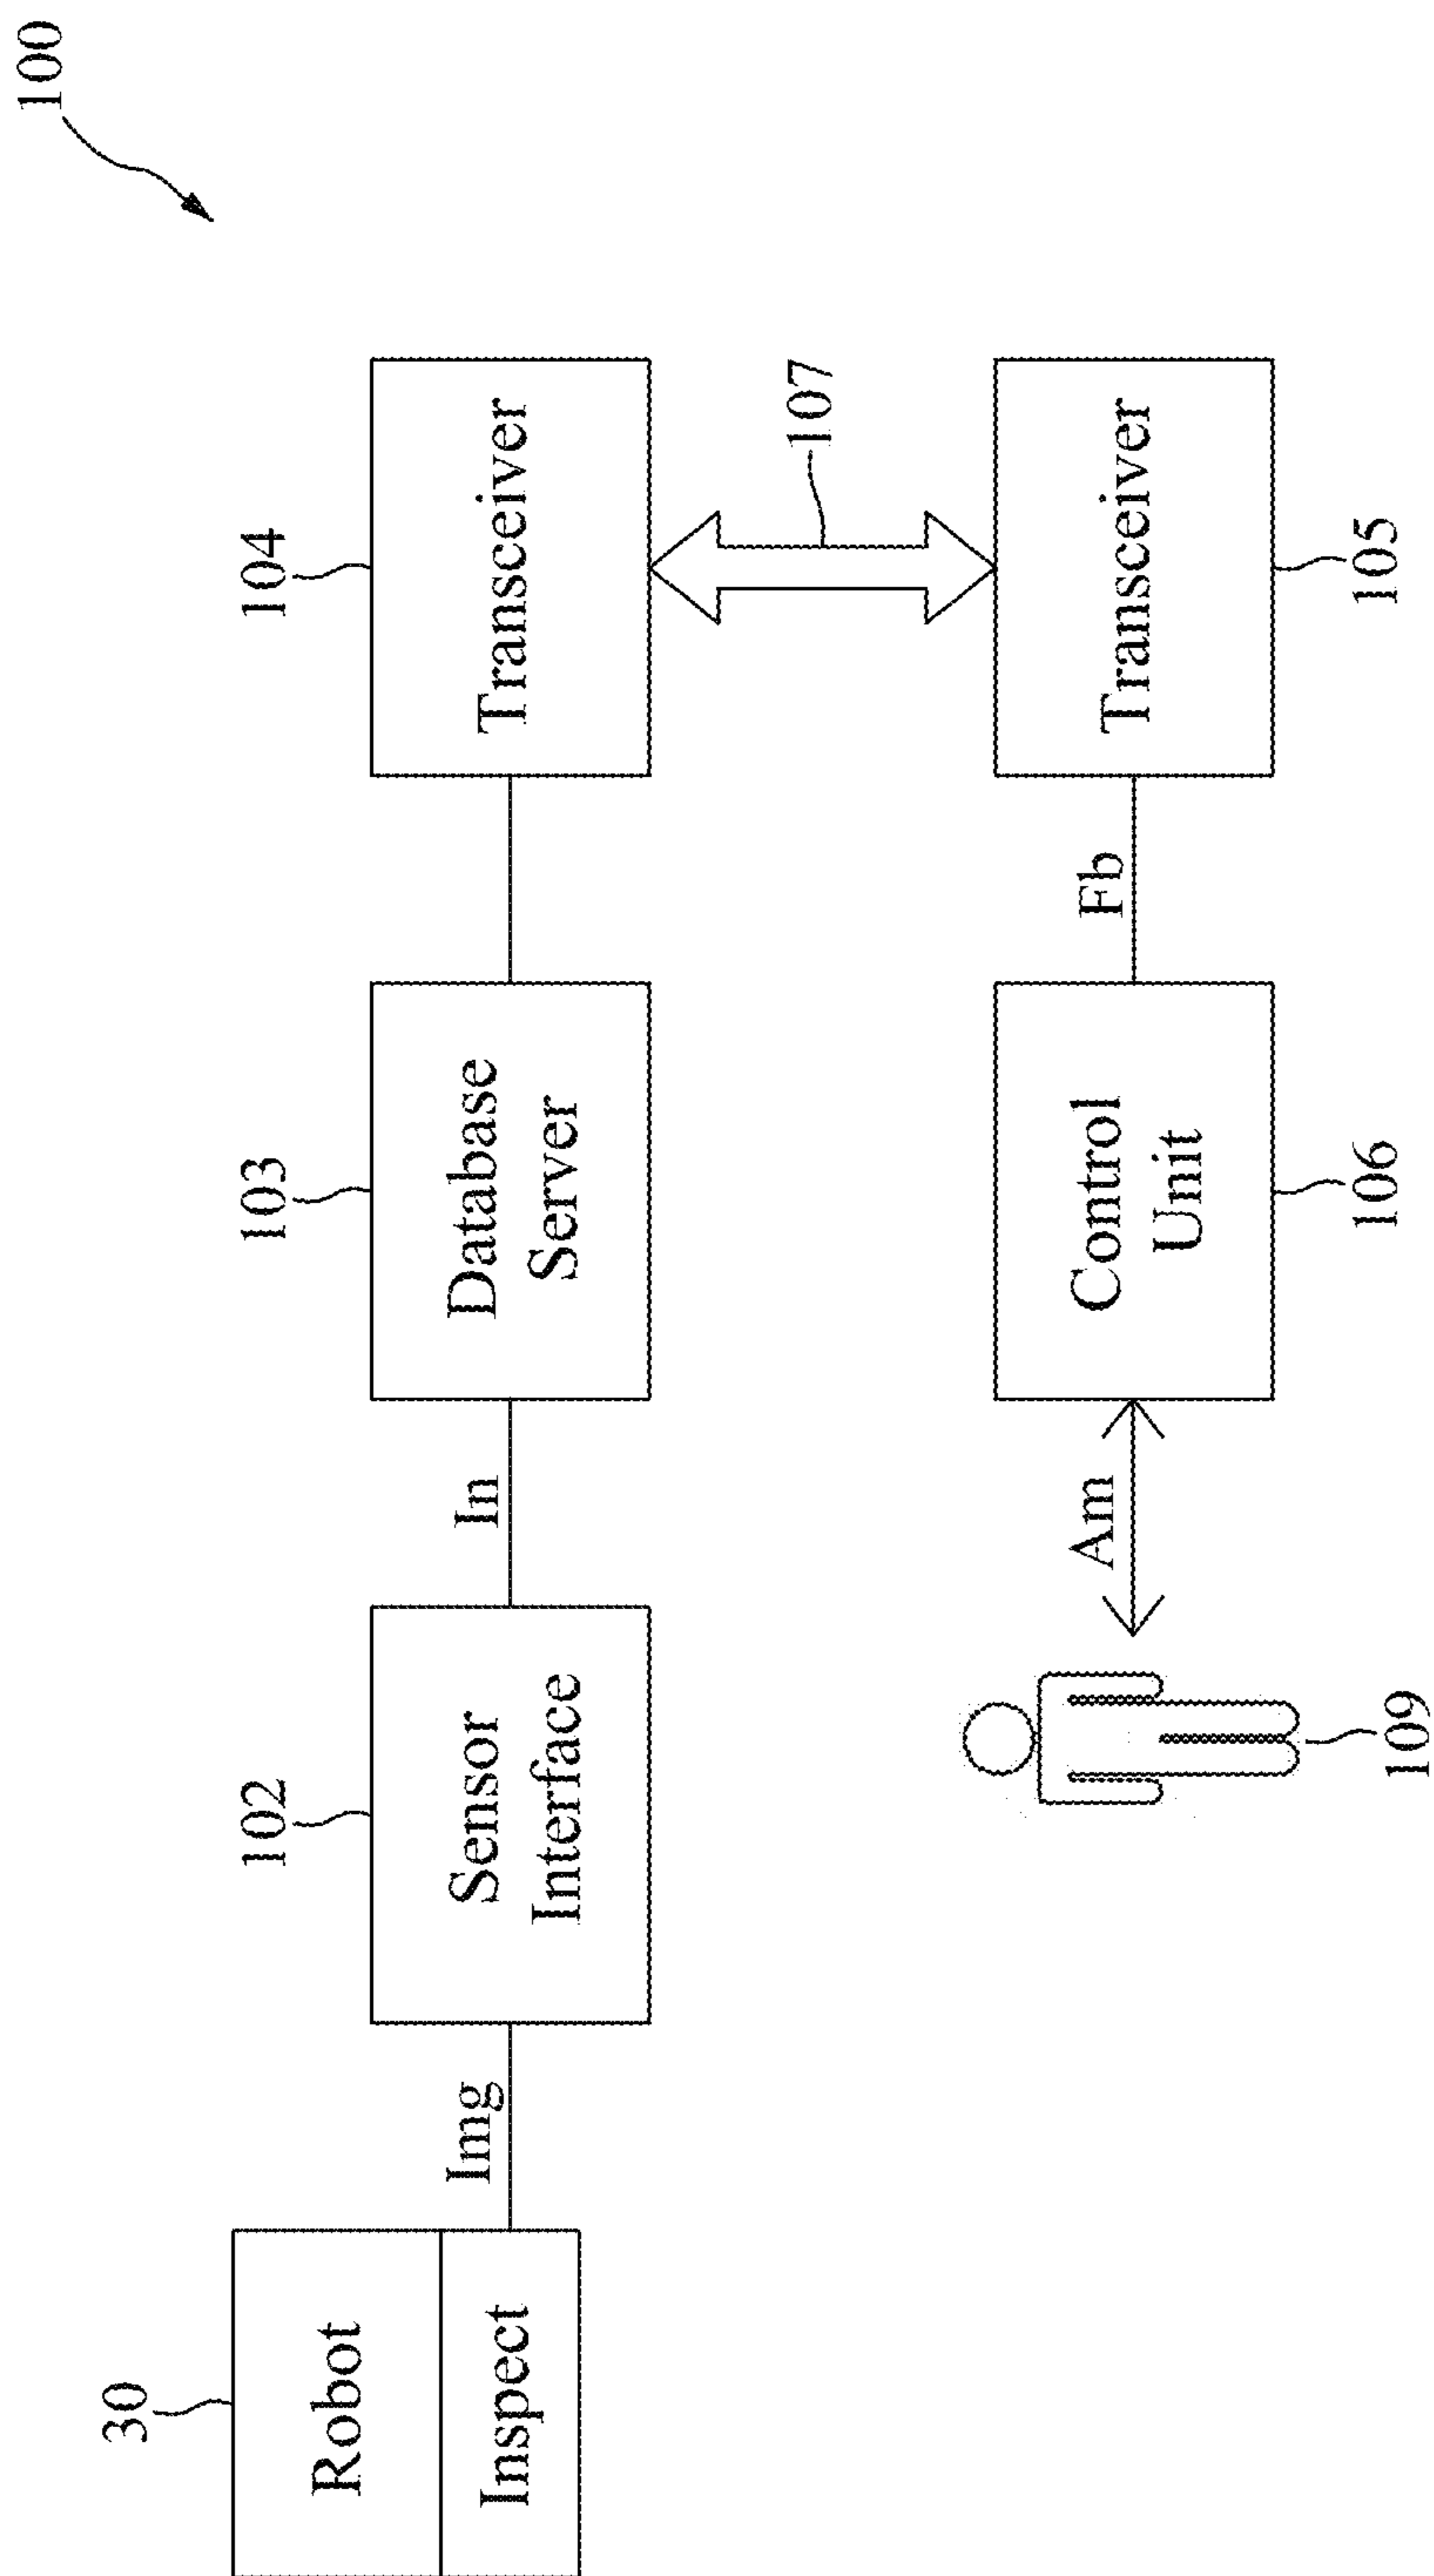 100
30
102
103
104
Robot
Inspect
Img
Sensor
Interface
In
Database
Server
Transceiver
107
109
Am
Control
Unit
106
Fb
Transceiver
105